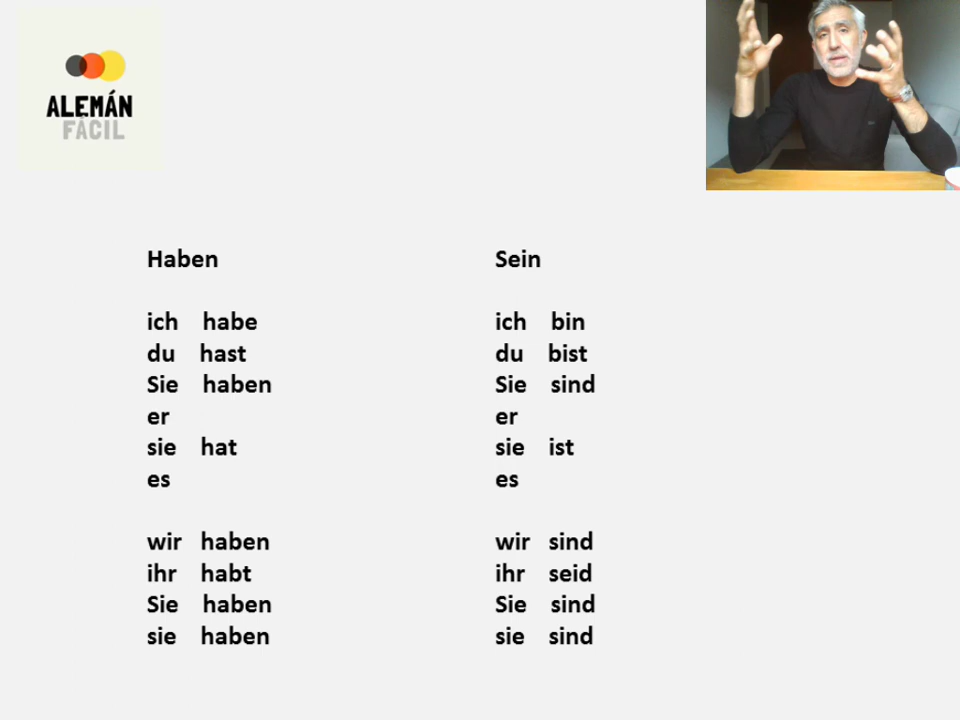 ALEMÁN
FÁCIL
Haben
ich habe
du hast
Sie haben
er
sie hat
es
wir haben
ihr habt
Sie haben
sie haben
Sein
ich bin
du bist
Sie sind
er
sie ist
es
wir sind
ihr seid
Sie sind
sie sind